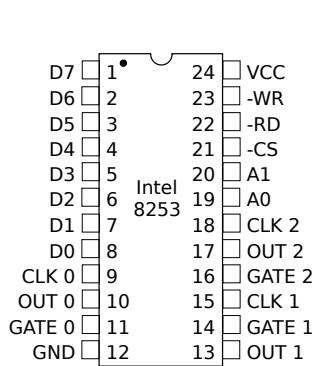 D7 1 24 VCC
D6 2 23 -WR
D5 3 22 -RD
D4 4 21 -CS
D3 5 20 A1
Intel
D2 6 19 A0
8253
D1 7 18 CLK 2
D0 8 17 OUT 2
CLK 0 9 16 GATE 2
OUT 0 10 15 CLK 1
GATE 0 11 14 GATE 1
GND 12 13 OUT 1